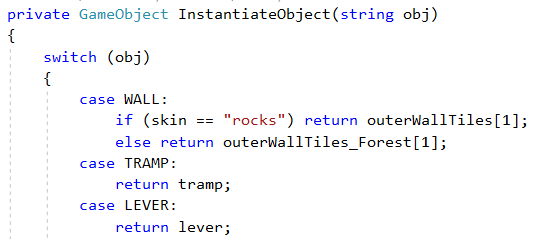 private GameObject InstantiateObject(string obj)
{
switch (obj)
{
case WALL:
if (skin == "rocks") return outerWallTiles[1];
else return outerWallTiles_Forest[1];
case TRAMP:
return tramp;
case LEVER:
return lever;